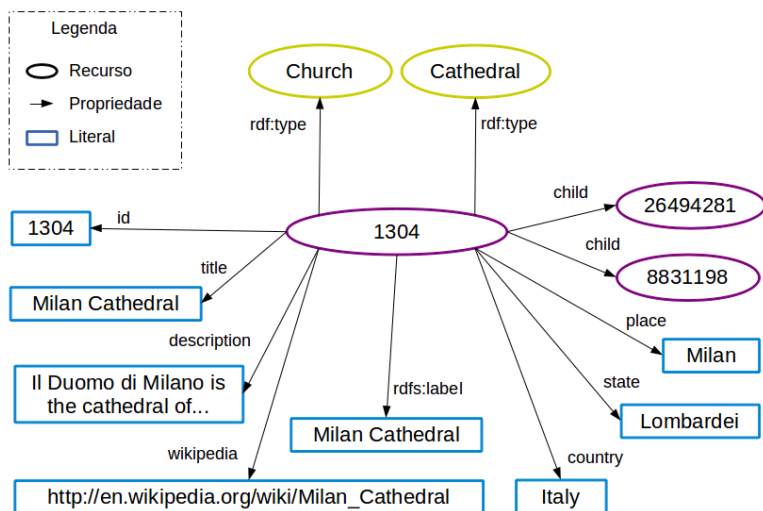 Legenda
Recurso
Propriedade
Literal
Church
Cathedral
rdf:type
rdf:type
child
26494281
id
1304
1304
child
8831198
title
Milan Cathedral
place
Milan
description
Il Duomo di Milano is
the cathedral of...
state
Lombardei
rdfs:label
Milan Cathedral
wikipedia
country
http://en.wikipedia.org/wiki/Milan_Cathedral
Italy